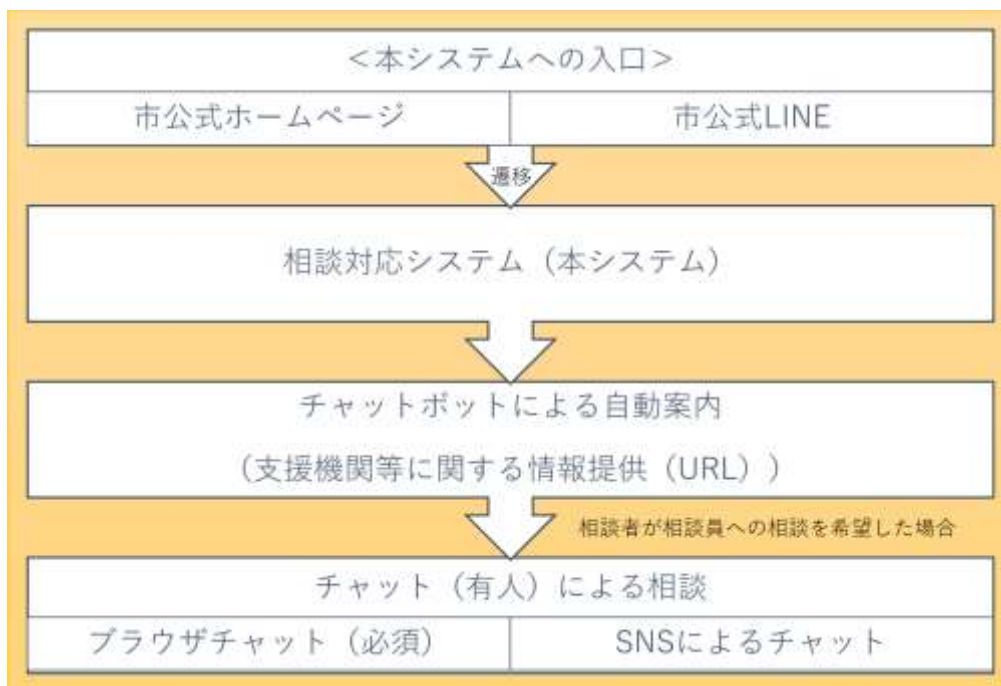 ＜本システムへの入口＞
市公式ホームページ
市公式LINE
遷移
相談対応システム（本システム）
チャットボットによる自動案内
（支援機関等に関する情報提供（URL））
相談者が相談員への相談を希望した場合
チャット（有人）による相談
ブラウザチャット（必須）
SNSによるチャット